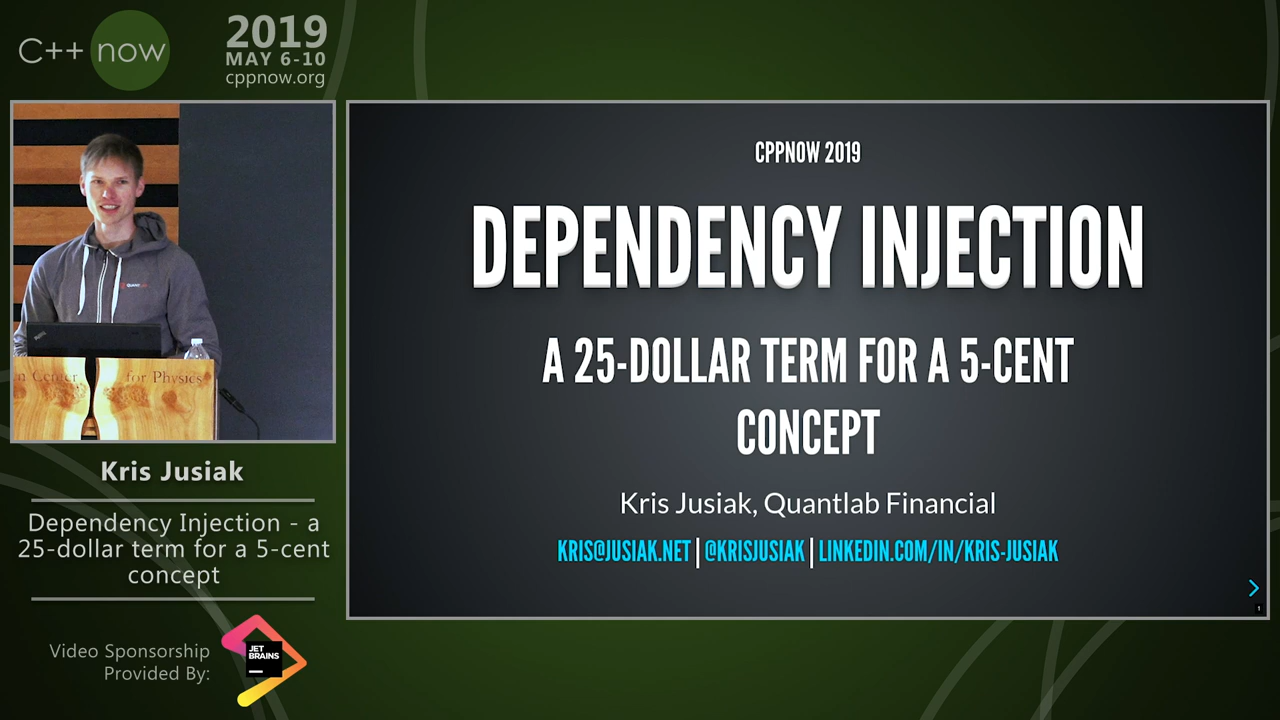 C++ now
2019
MAY 6-10
cppnow.org
n Center for Physics
Kris Jusiak
Dependency Injection - a
25-dollar term for a 5-cent
concept
Video Sponsorship
Provided By:
JET
BRAINS
CPPNOW 2019
DEPENDENCY INJECTION
A 25-DOLLAR TERM FOR A 5-CENT
CONCEPT
Kris Jusiak, Quantlab Financial
KRIS@JUSIAK.NET | @KRISJUSIAK | LINKEDIN.COM/IN/KRIS-JUSIAK
1